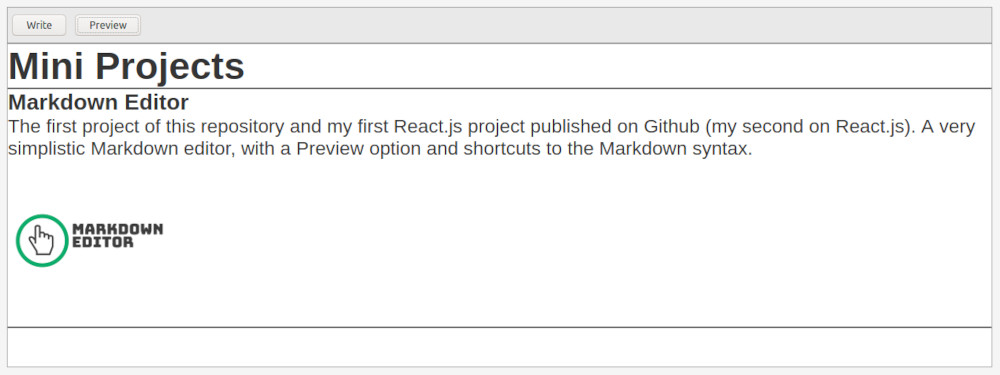 Write Preview
Mini Projects
Markdown Editor
The first project of this repository and my first React.js project published on Github (my second on React.js). A very
simplistic Markdown editor, with a Preview option and shortcuts to the Markdown syntax.
MARKDOWN
EDITOR